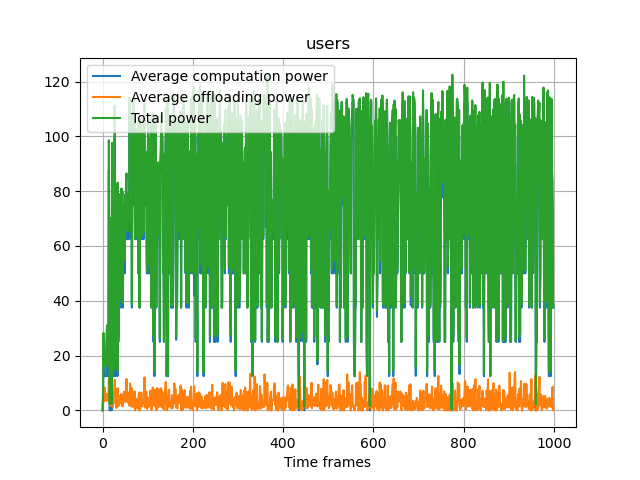 users
Average computation power
Average offloading power
Total power
120
100
80
60
40
20
0
0 200 400 600 800 1000
Time frames